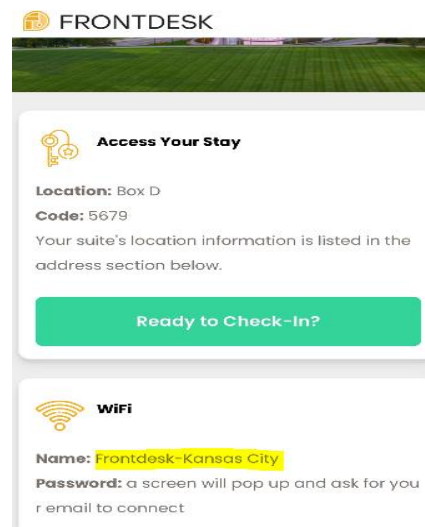 FRONTDESK
Access Your Stay
Location: Box D
Code: 5679
Your suite's location information is listed in the
address section below.
Ready to Check-In?
WiFi
Name: Frontdesk-Kansas City
Password: a screen will pop up and ask for you
r email to connect